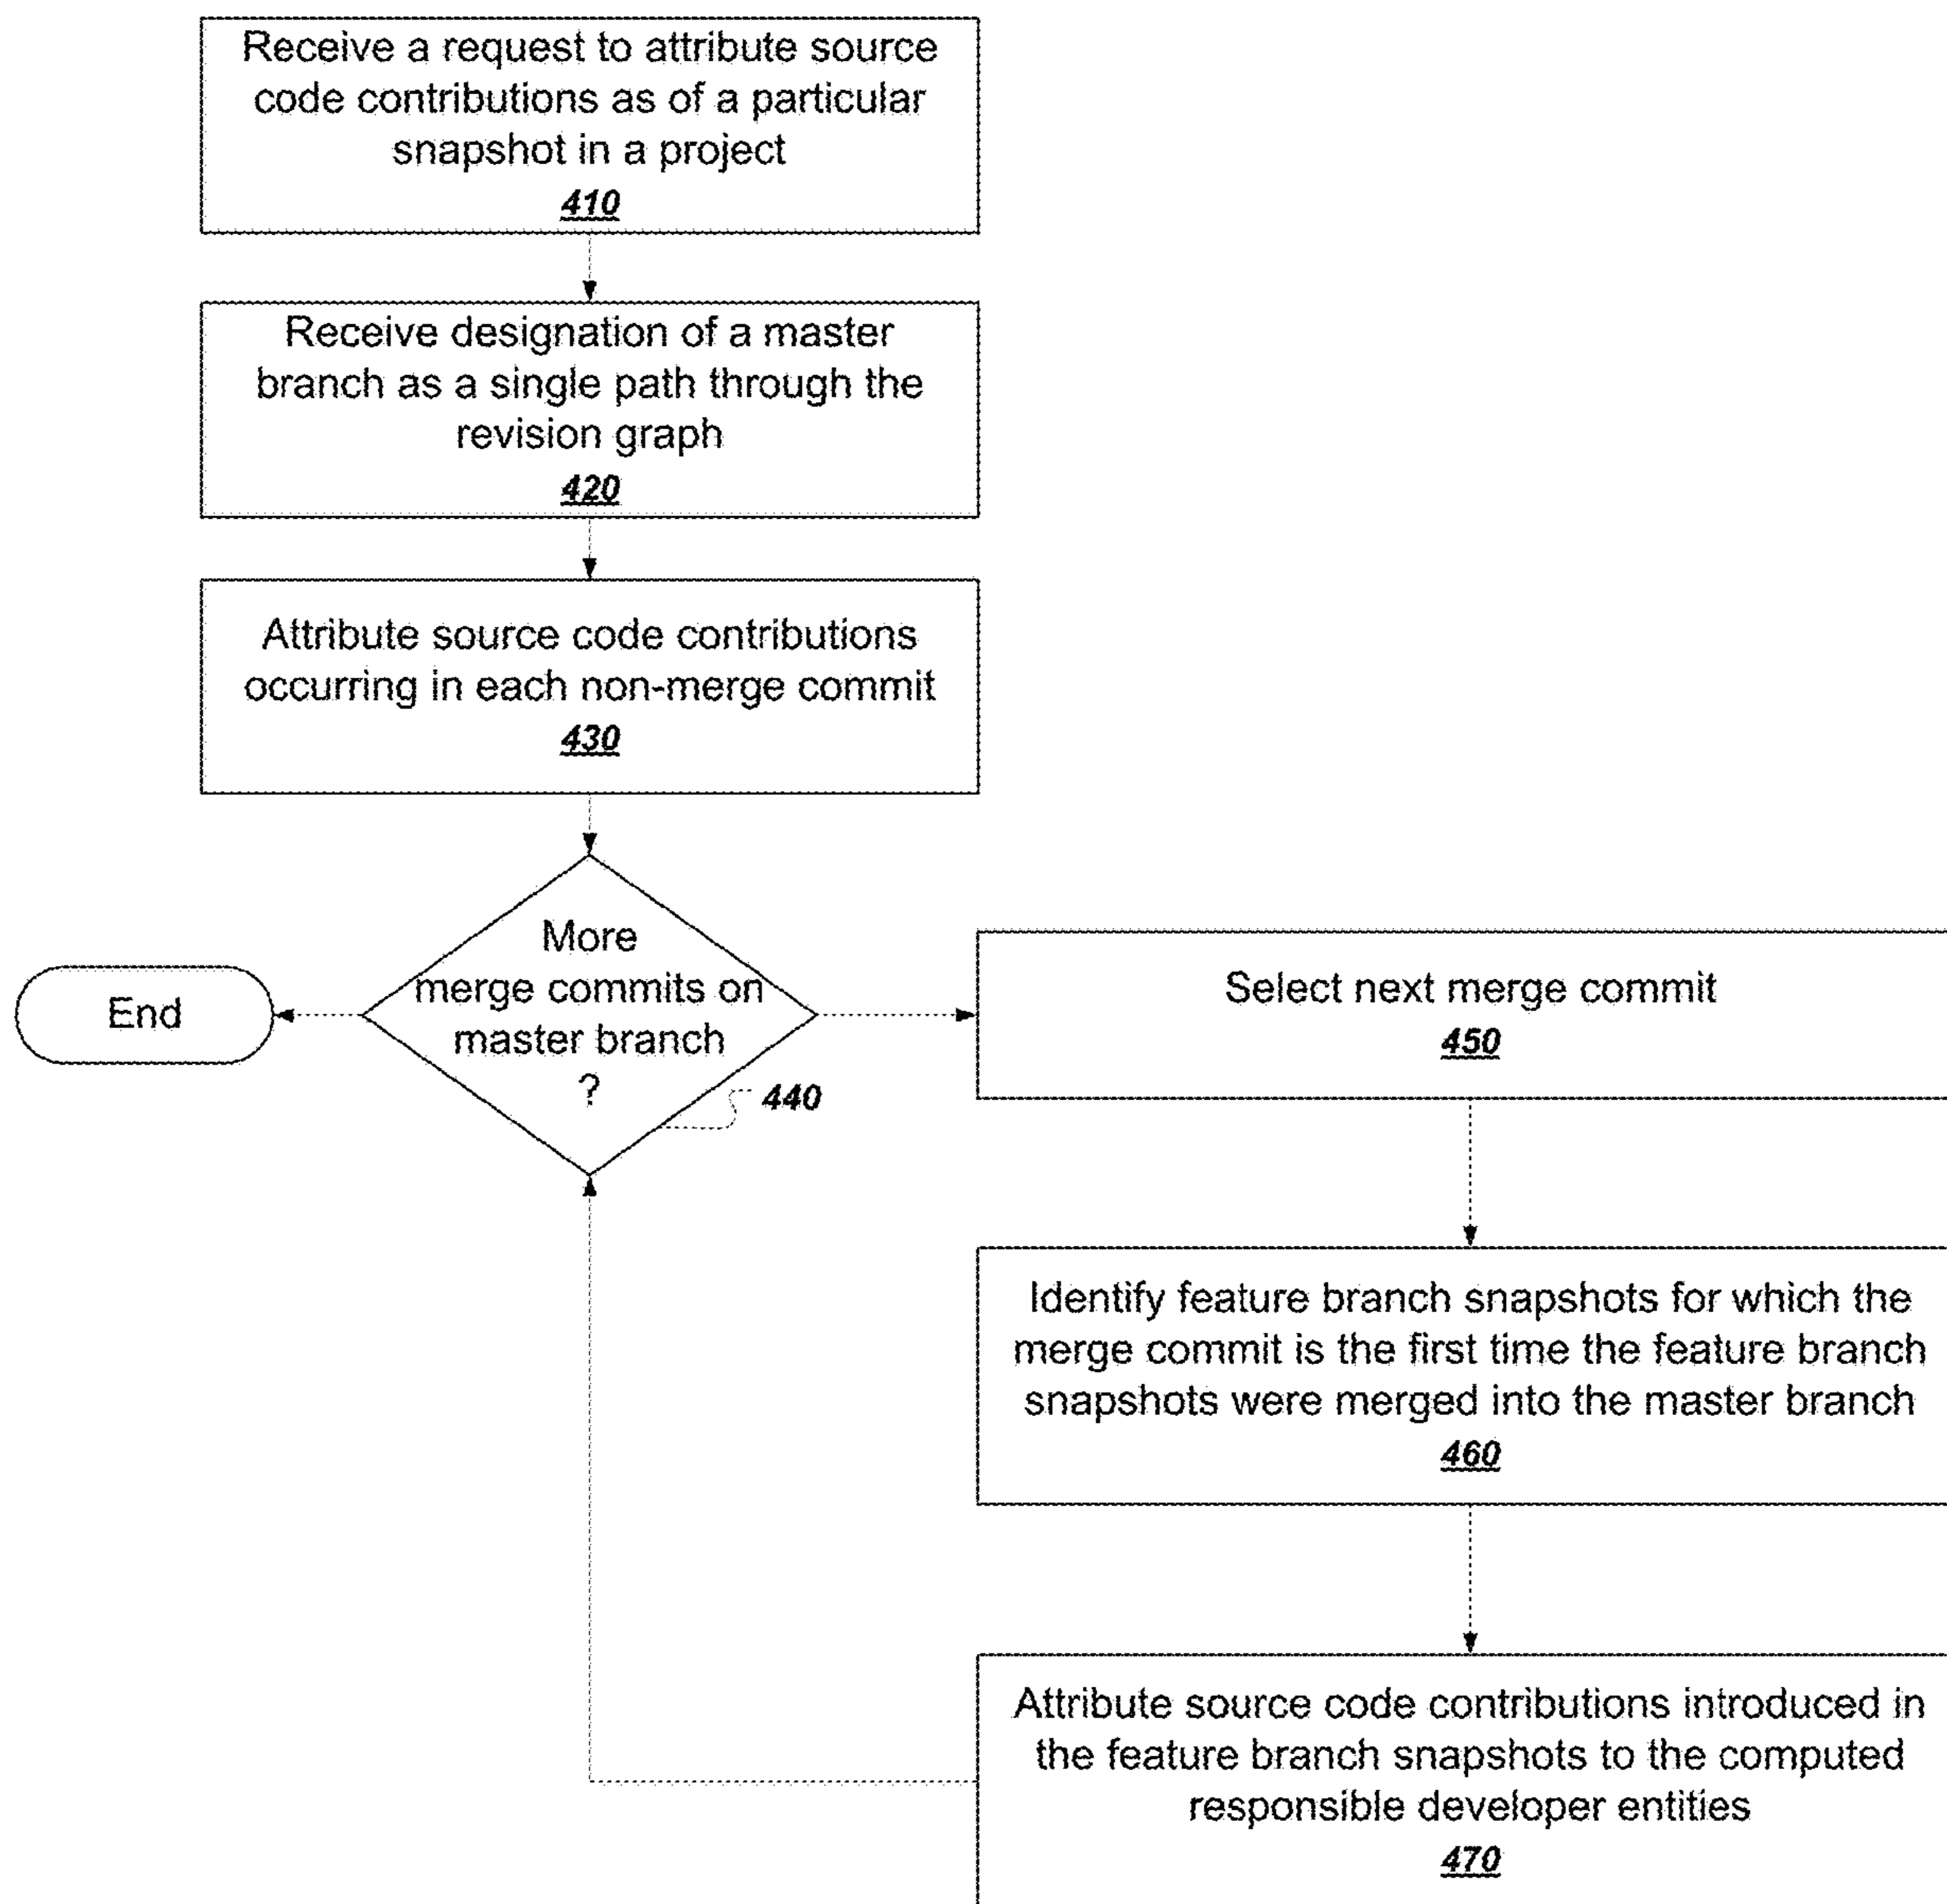 Receive a request to attribute source
code contributions as of a particular
snapshot in a project
410
Receive designation of a master
branch as a single path through the
revision graph
420
Attribute source code contributions
occurring in each non-merge commit
430
More
merge commits on
master branch
?
440
End
Select next merge commit
450
Identify feature branch snapshots for which the
merge commit is the first time the feature branch
snapshots were merged into the master branch
460
Attribute source code contributions introduced in
the feature branch snapshots to the computed
responsible developer entities
470